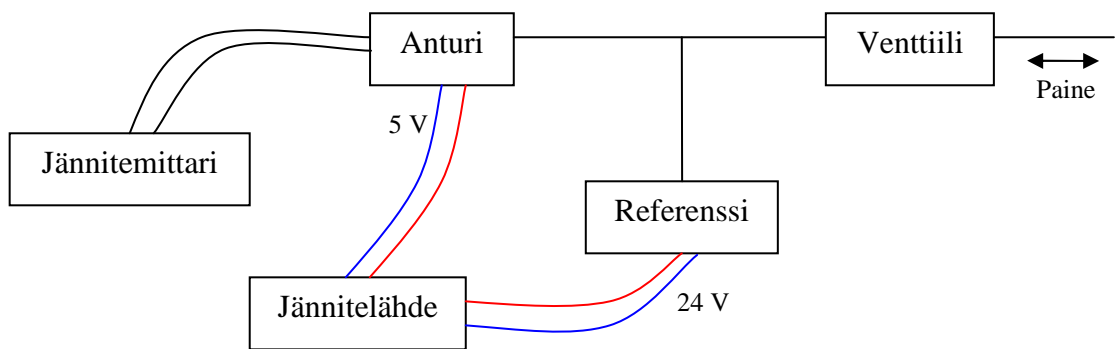 Anturi
Venttiili
Paine
5 V
Jännitemittari
Referenssi
Jännitelähde
24 V